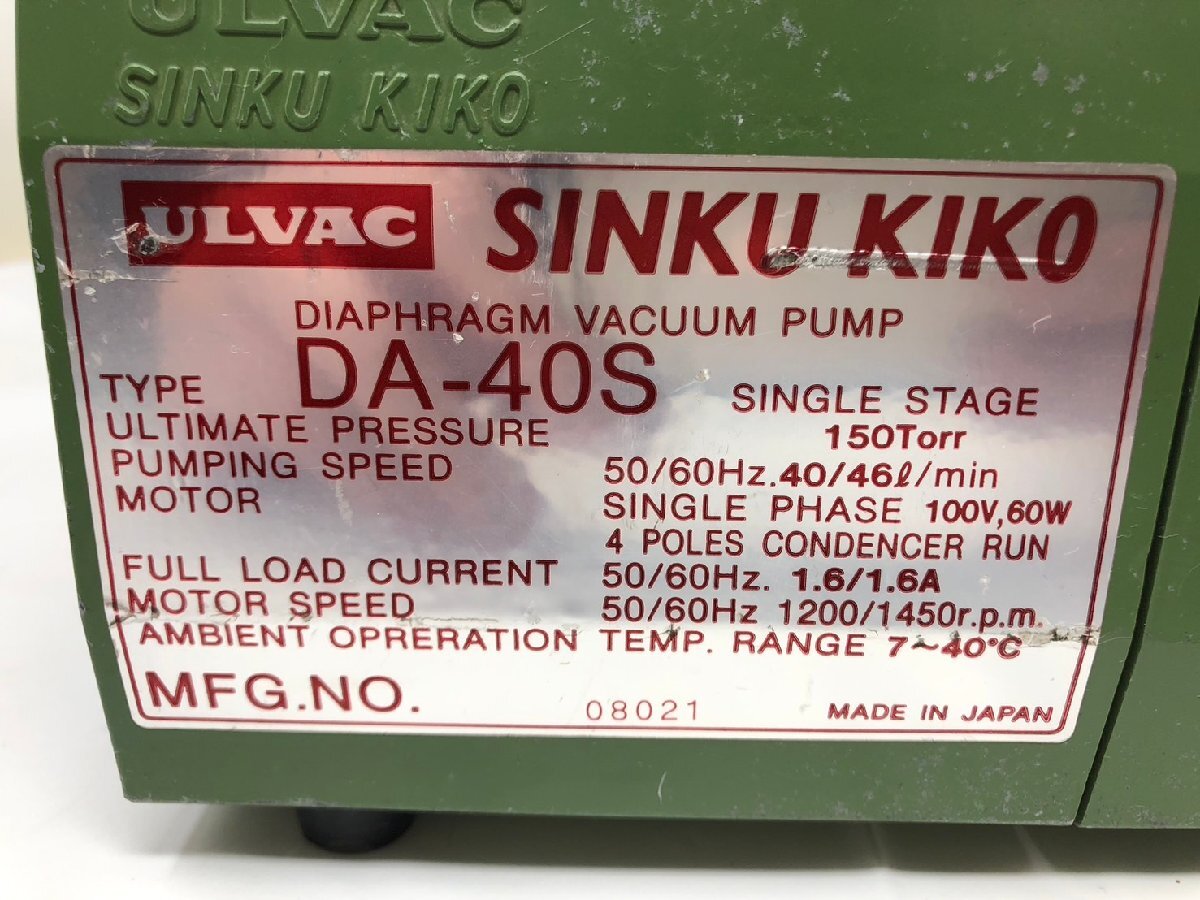 ULVAC
SINKU KIKO
ULVAC SINKU KIKO
DIAPHRAGM VACUUM PUMP
TYPE DA-40S SINGLE STAGE
ULTIMATE PRESSURE 150Torr
PUMPING SPEED 50/60Hz.40/46ℓ/min
MOTOR SINGLE PHASE 100V,60W
4 POLES CONDENCER RUN
FULL LOAD CURRENT 50/60Hz. 1.6/1.6A
MOTOR SPEED 50/60Hz 1200/1450r.p.m.
AMBIENT OPRERATION TEMP. RANGE 7~40°C
MFG.NO. 08021 MADE IN JAPAN